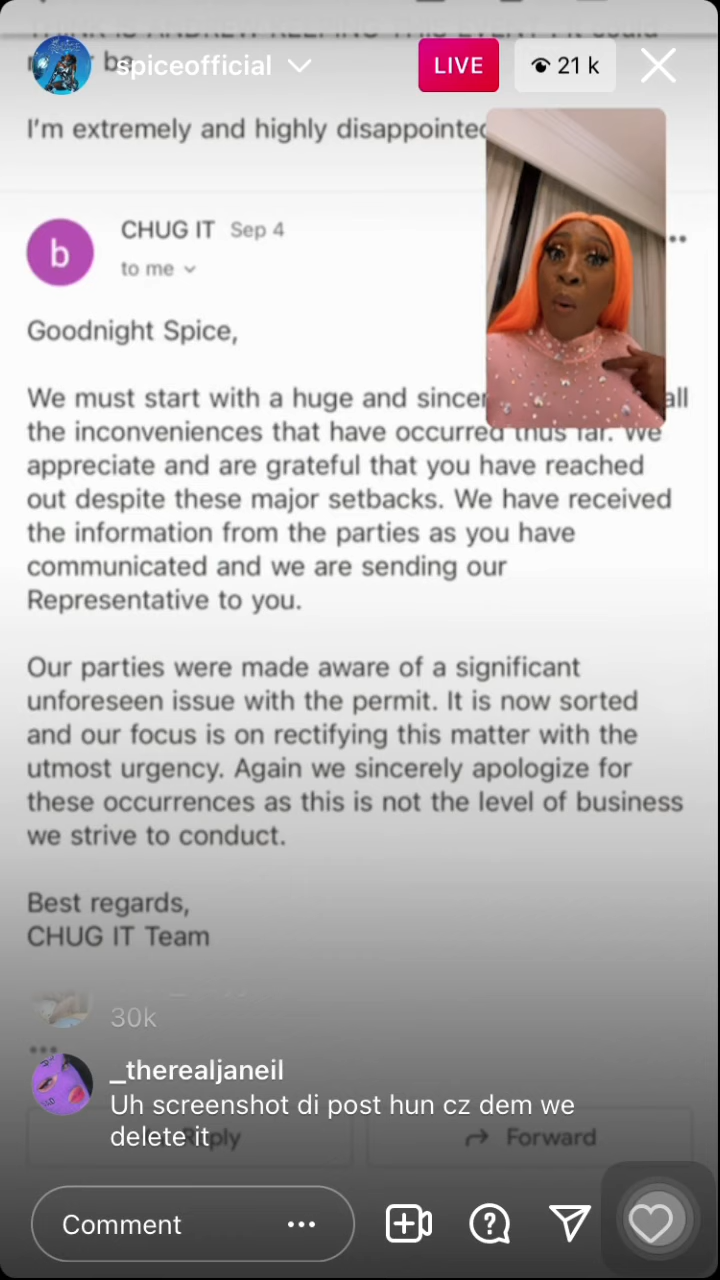 spiceofficial
LIVE
21 k
I'm extremely and highly disappointed
CHUG IT Sep 4
b
to me
Goodnight Spice,
We must start with a huge and all
the inconveniences that have occurred thus far. We
appreciate and are grateful that you have reached
out despite these major setbacks. We have received
the information from the parties as you have
communicated and we are sending our
Representative to you.
Our parties were made aware of a significant
unforeseen issue with the permit. It is now sorted
and our focus is on rectifying this matter with the
utmost urgency. Again we sincerely apologize for
these occurrences as this is not the level of business
we strive to conduct.
Best regards,
CHUG IT Team
30k
_therealjaneil
Uh screenshot di post hun cz dem we
delete it
Reply
Forward
Comment